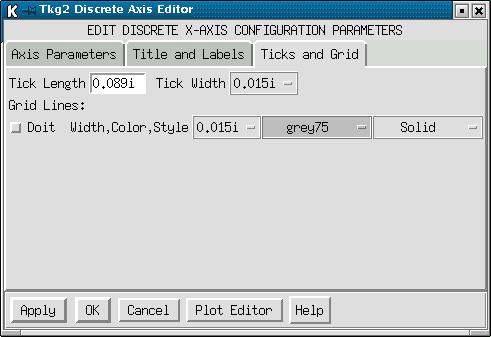 Tkg2 Discrete Axis Editor
EDIT DISCRETE X-AXIS CONFIGURATION PARAMETERS
Axis Parameters Title and Labels Ticks and Grid
Tick Length 0.089i Tick Width 0.015i
Grid Lines:
Doit Width,Color,Style 0.015i grey75 Solid
Apply OK Cancel Plot Editor Help